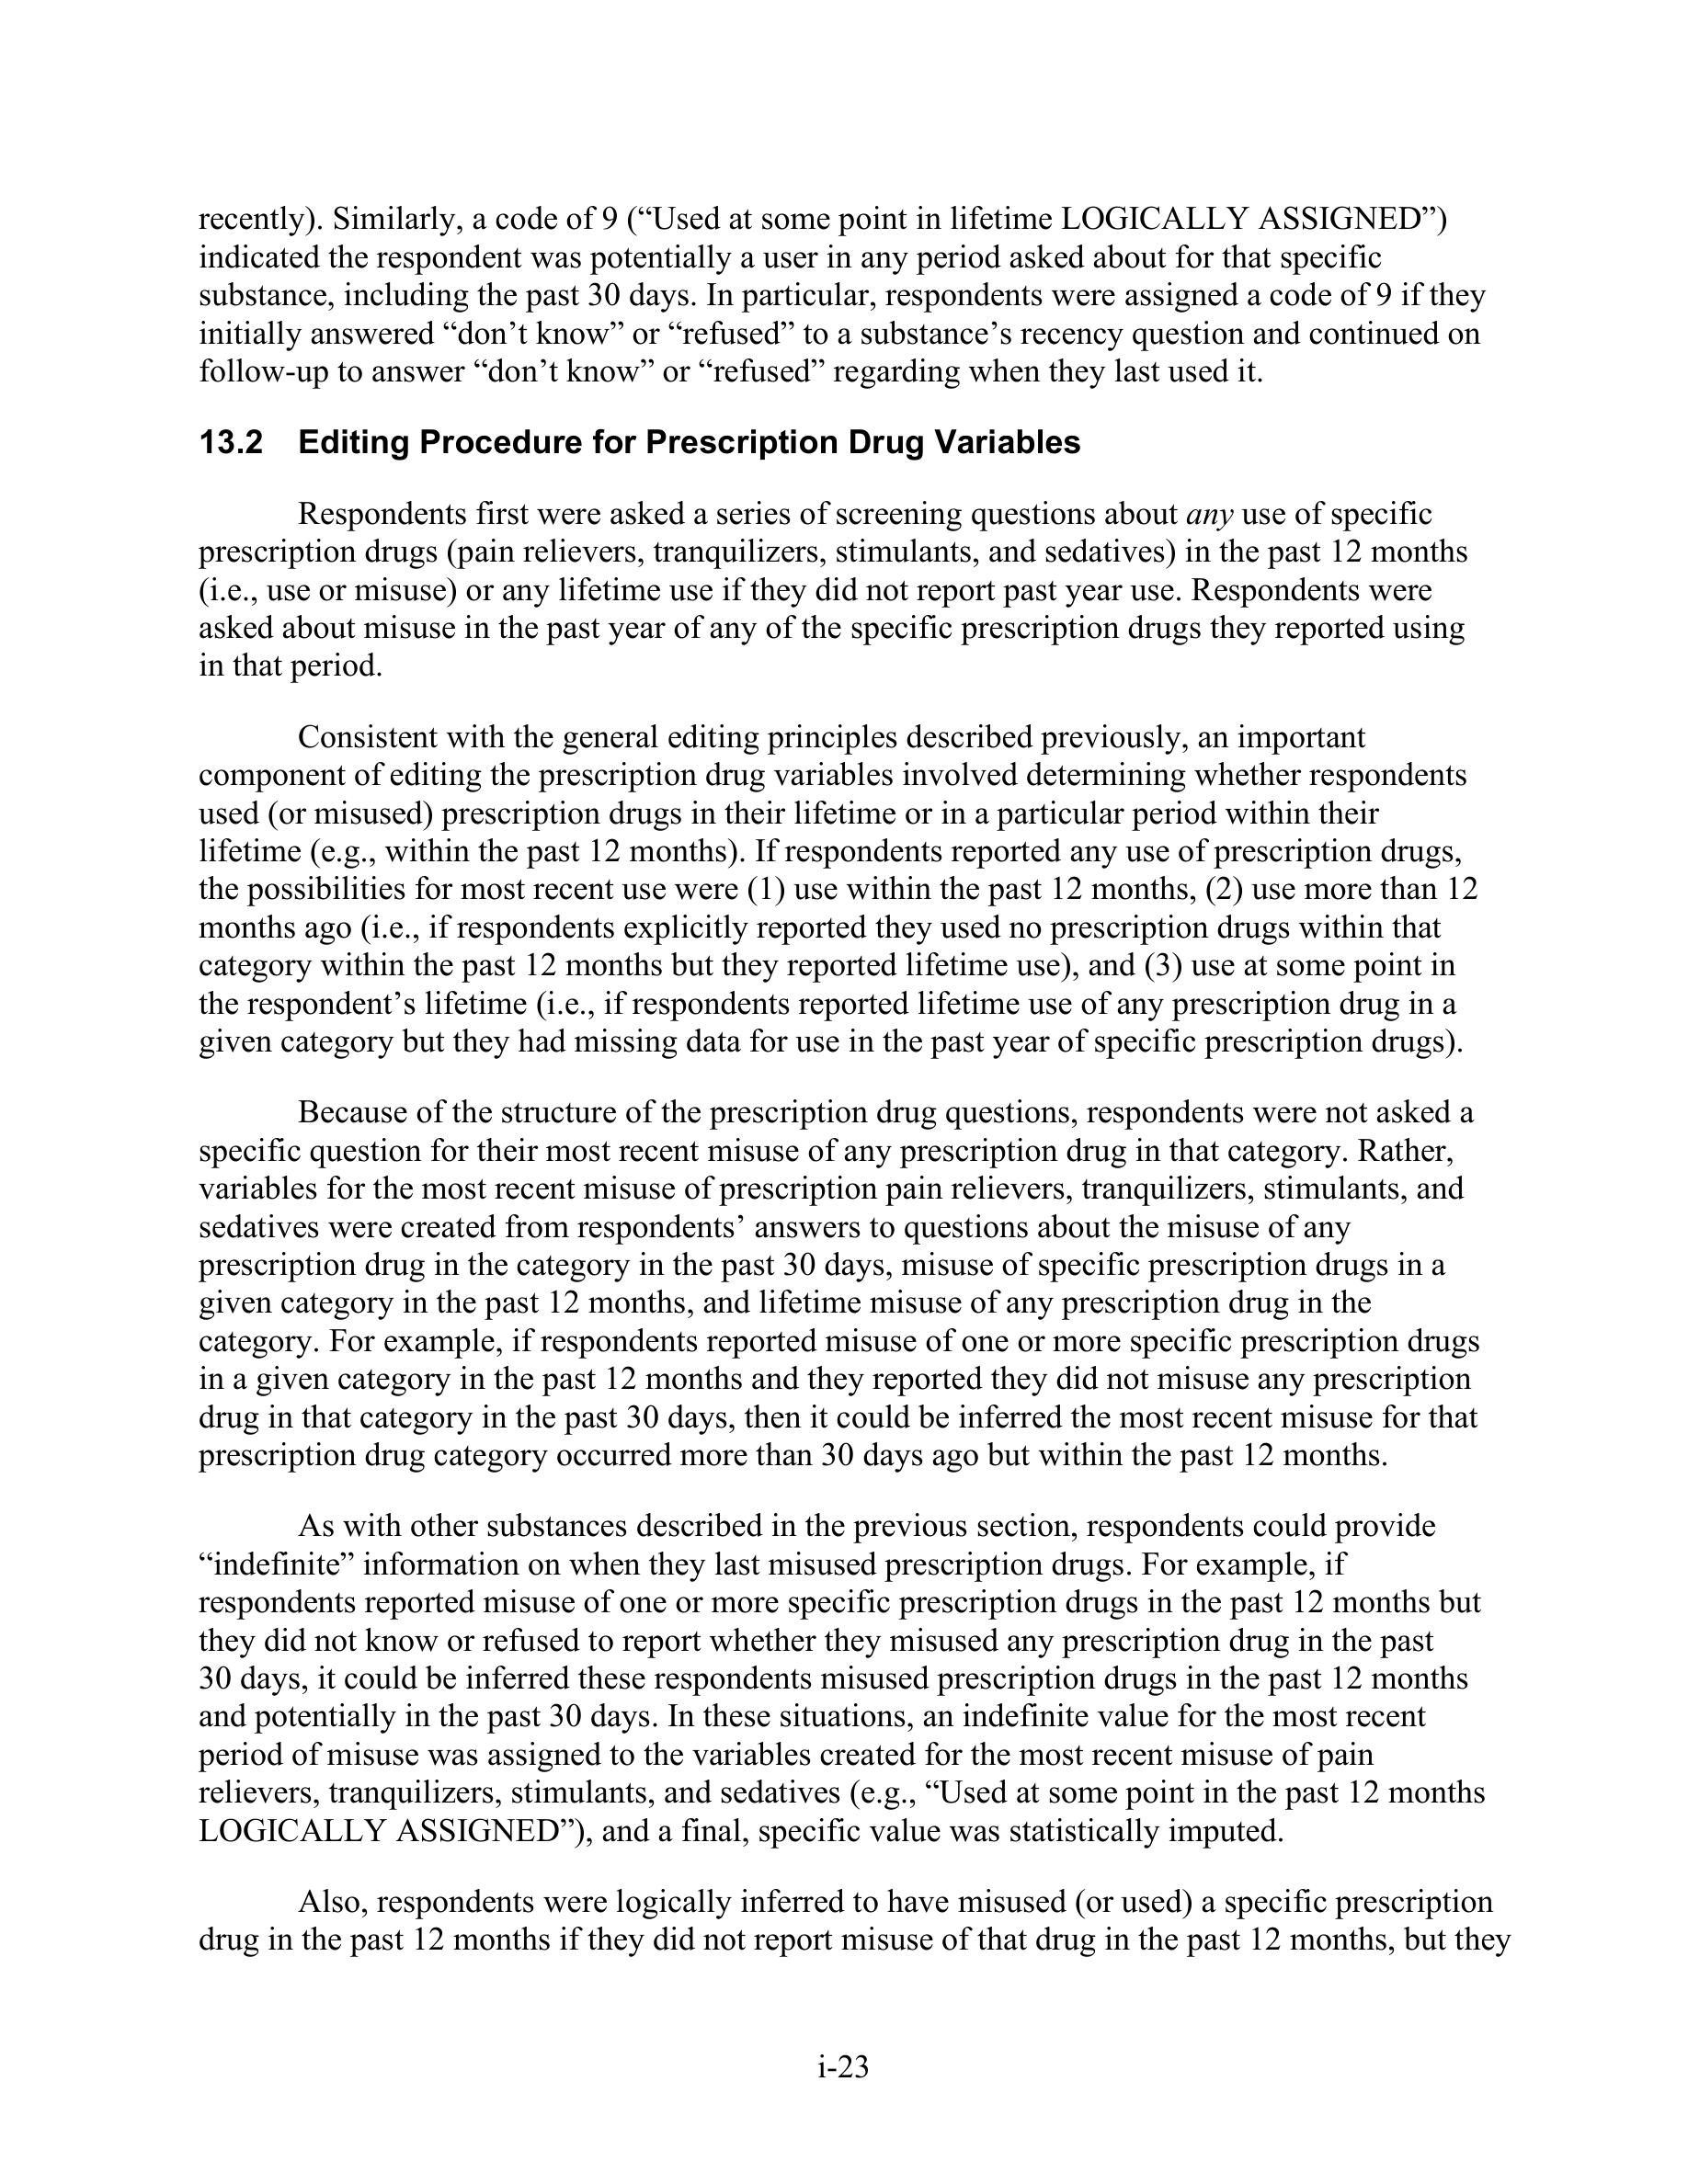 recently). Similarly, a code of 9 (“Used at some point in lifetime LOGICALLY ASSIGNED”)
indicated the respondent was potentially a user in any period asked about for that specific
substance, including the past 30 days. In particular, respondents were assigned a code of 9 if they
initially answered “don’t know” or “refused” to a substance’s recency question and continued on
follow-up to answer “don’t know” or “refused” regarding when they last used it.
13.2 Editing Procedure for Prescription Drug Variables
Respondents first were asked a series of screening questions about any use of specific
prescription drugs (pain relievers, tranquilizers, stimulants, and sedatives) in the past 12 months
(i.e., use or misuse) or any lifetime use if they did not report past year use. Respondents were
asked about misuse in the past year of any of the specific prescription drugs they reported using
in that period.
Consistent with the general editing principles described previously, an important
component of editing the prescription drug variables involved determining whether respondents
used (or misused) prescription drugs in their lifetime or in a particular period within their
lifetime (e.g., within the past 12 months). If respondents reported any use of prescription drugs,
the possibilities for most recent use were (1) use within the past 12 months, (2) use more than 12
months ago (i.e., if respondents explicitly reported they used no prescription drugs within that
category within the past 12 months but they reported lifetime use), and (3) use at some point in
the respondent’s lifetime (i.e., if respondents reported lifetime use of any prescription drug in a
given category but they had missing data for use in the past year of specific prescription drugs).
Because of the structure of the prescription drug questions, respondents were not asked a
specific question for their most recent misuse of any prescription drug in that category. Rather,
variables for the most recent misuse of prescription pain relievers, tranquilizers, stimulants, and
sedatives were created from respondents’ answers to questions about the misuse of any
prescription drug in the category in the past 30 days, misuse of specific prescription drugs in a
given category in the past 12 months, and lifetime misuse of any prescription drug in the
category. For example, if respondents reported misuse of one or more specific prescription drugs
in a given category in the past 12 months and they reported they did not misuse any prescription
drug in that category in the past 30 days, then it could be inferred the most recent misuse for that
prescription drug category occurred more than 30 days ago but within the past 12 months.
As with other substances described in the previous section, respondents could provide
“indefinite” information on when they last misused prescription drugs. For example, if
respondents reported misuse of one or more specific prescription drugs in the past 12 months but
they did not know or refused to report whether they misused any prescription drug in the past
30 days, it could be inferred these respondents misused prescription drugs in the past 12 months
and potentially in the past 30 days. In these situations, an indefinite value for the most recent
period of misuse was assigned to the variables created for the most recent misuse of pain
relievers, tranquilizers, stimulants, and sedatives (e.g., “Used at some point in the past 12 months
LOGICALLY ASSIGNED”), and a final, specific value was statistically imputed.
Also, respondents were logically inferred to have misused (or used) a specific prescription
drug in the past 12 months if they did not report misuse of that drug in the past 12 months, but they
i-23